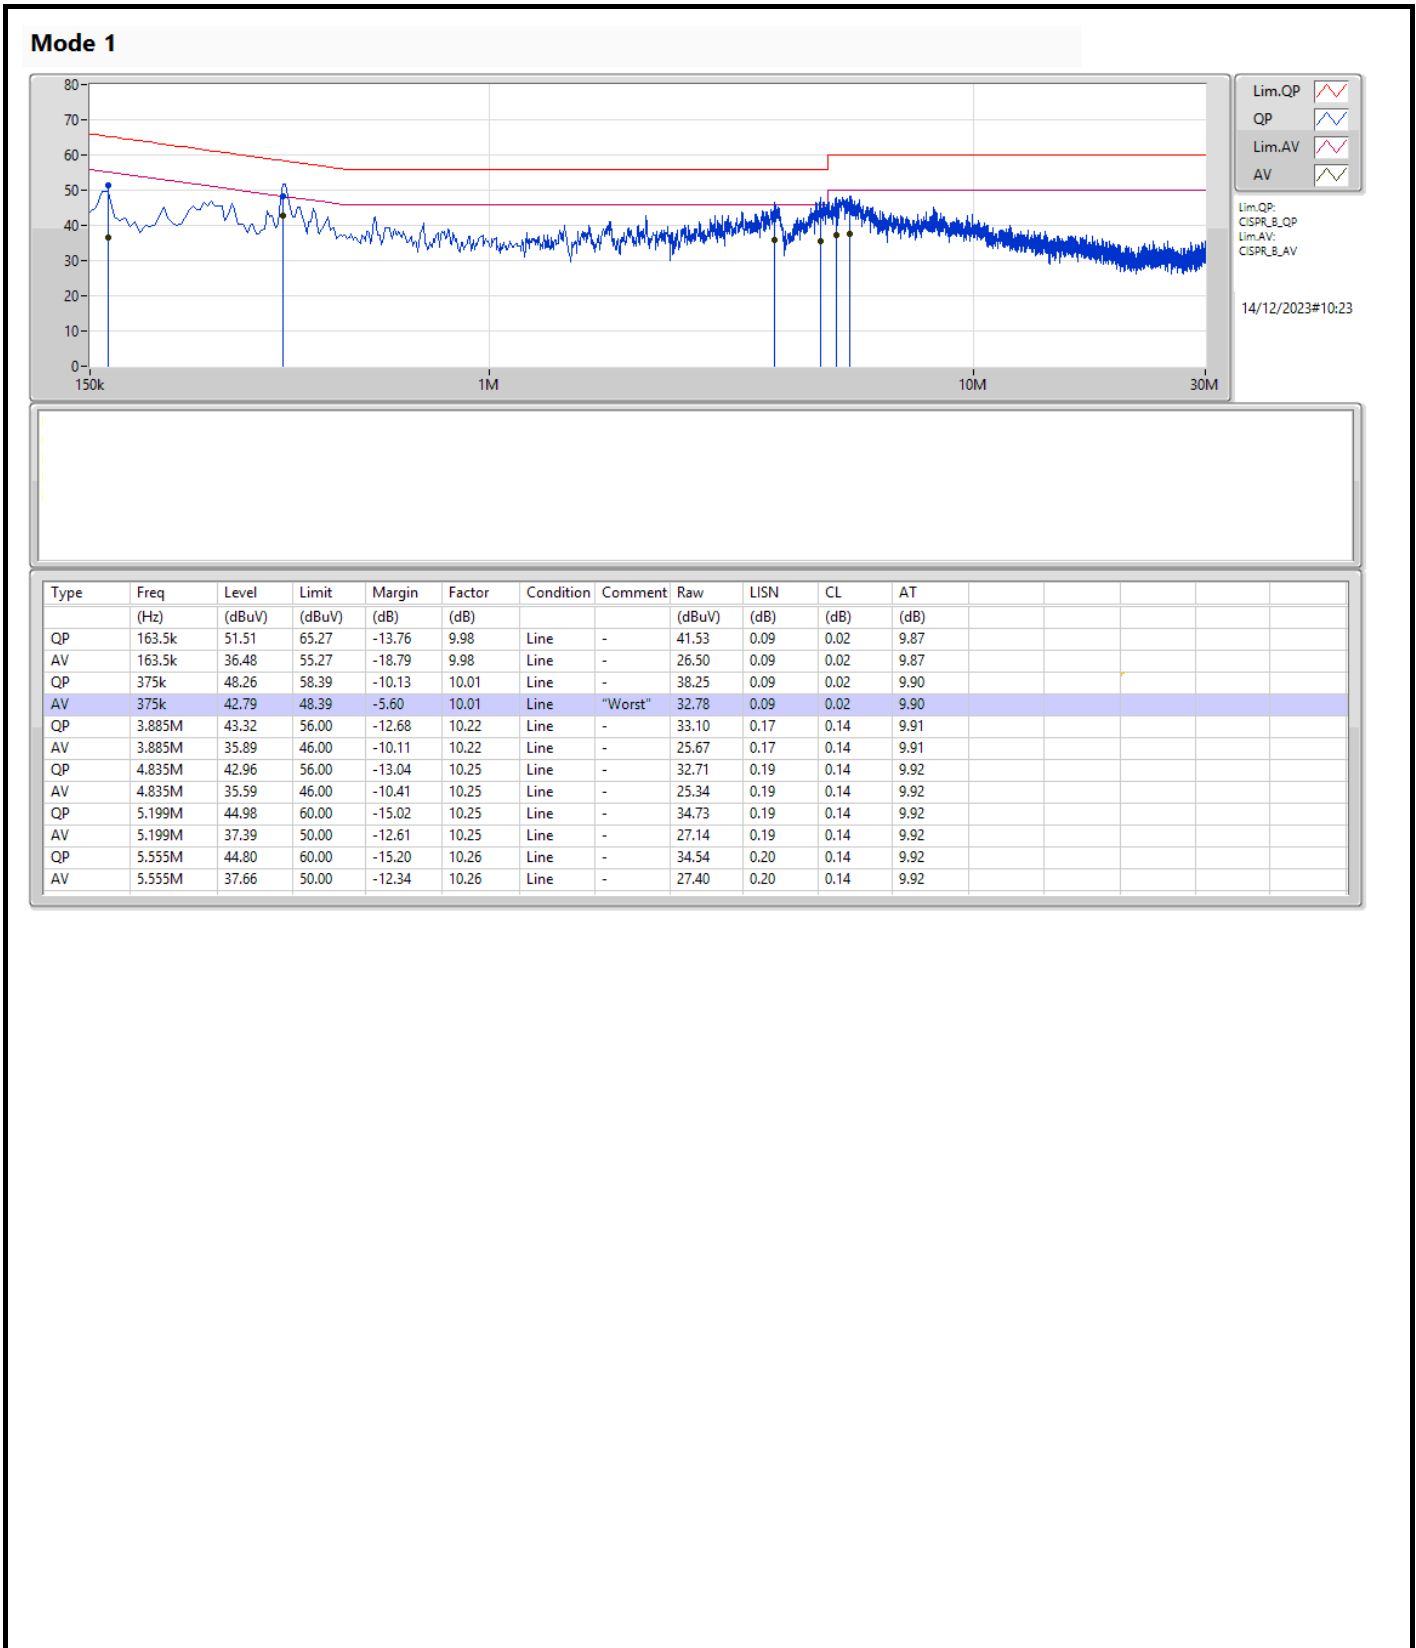 Mode 1
80
70
60
50
40
30
20
10
0
150k 1M 10M 30M
Lim.QP
QP
Lim.AV
AV
Lim.QP:
CISPR_B_QP
Lim.AV:
CISPR_B_AV
14/12/2023#10:23
Type Freq Level Limit Margin Factor Condition Comment Raw LISN CL AT
(Hz) (dBuV) (dBuV) (dB) (dB) (dBuV) (dB) (dB) (dB)
QP 163.5k 51.51 65.27 -13.76 9.98 Line - 41.53 0.09 0.02 9.87
AV 163.5k 36.48 55.27 -18.79 9.98 Line - 26.50 0.09 0.02 9.87
QP 375k 48.26 58.39 -10.13 10.01 Line - 38.25 0.09 0.02 9.90
AV 375k 42.79 48.39 -5.60 10.01 Line "Worst" 32.78 0.09 0.02 9.90
QP 3.885M 43.32 56.00 -12.68 10.22 Line - 33.10 0.17 0.14 9.91
AV 3.885M 35.89 46.00 -10.11 10.22 Line - 25.67 0.17 0.14 9.91
QP 4.835M 42.96 56.00 -13.04 10.25 Line - 32.71 0.19 0.14 9.92
AV 4.835M 35.59 46.00 -10.41 10.25 Line - 25.34 0.19 0.14 9.92
QP 5.199M 44.98 60.00 -15.02 10.25 Line - 34.73 0.19 0.14 9.92
AV 5.199M 37.39 50.00 -12.61 10.25 Line - 27.14 0.19 0.14 9.92
QP 5.555M 44.80 60.00 -15.20 10.26 Line - 34.54 0.20 0.14 9.92
AV 5.555M 37.66 50.00 -12.34 10.26 Line - 27.40 0.20 0.14 9.92